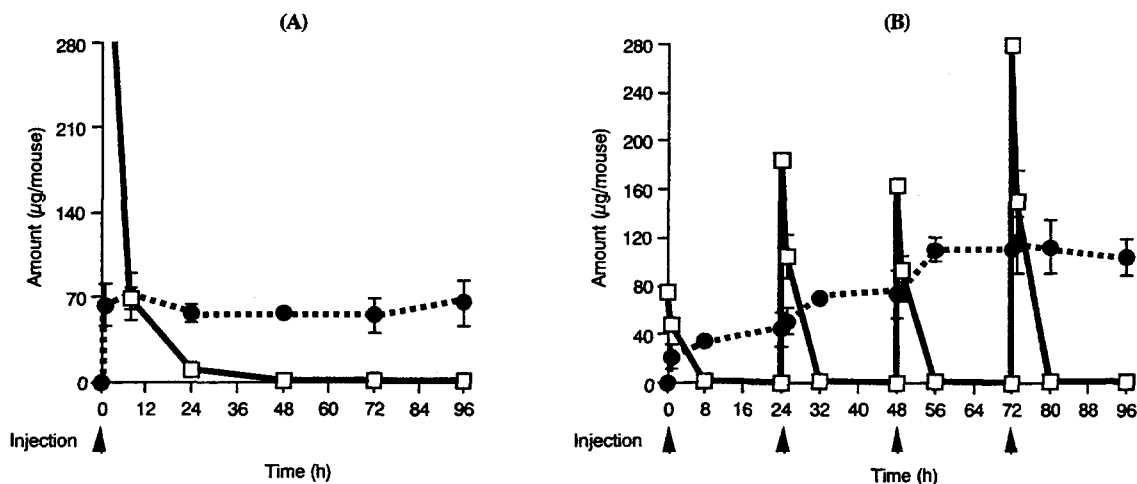 (A)
Amount (µg/mouse)
280
210
140
70
0
0 12 24 36 48 60 72 84 96
Injection
Time (h)
(B)
Amount (µg/mouse)
280
240
200
160
120
80
40
0
0 8 16 24 32 40 48 56 64 72 80 88 96
Injection
Time (h)